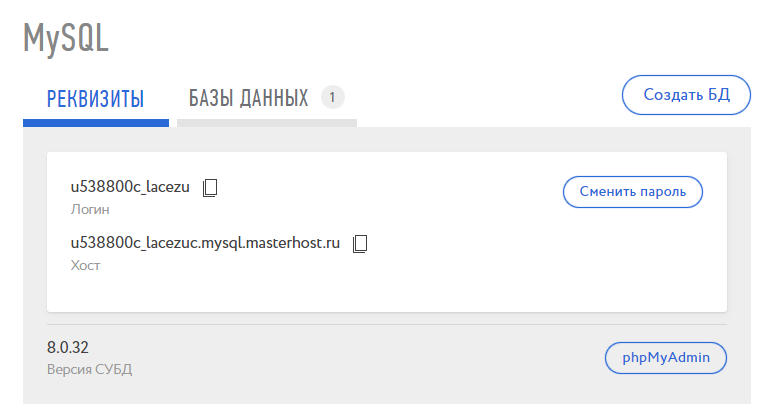 MySQL
РЕКВИЗИТЫ
БАЗЫ ДАННЫХ 1
Создать БД
u538800c_lacezu
Логин
Сменить пароль
u538800c_lacezuc.mysql.masterhost.ru
Хост
8.0.32
Версия СУБД
phpMyAdmin